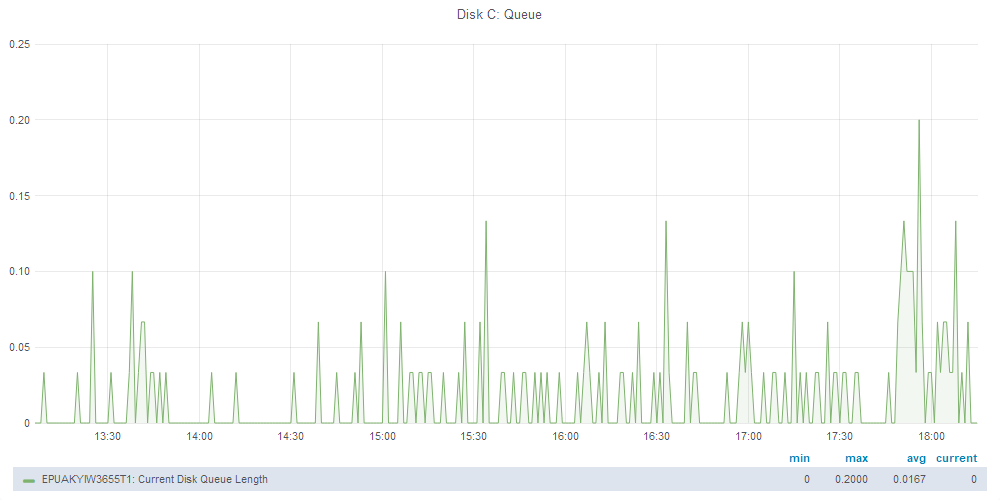 Disk C: Queue
0.25
0.20
0.15
0.10
0.05
0
13:30 14:00 14:30 15:00 15:30 16:00 16:30 17:00 17:30 18:00
min max avg current
EPUAKYIW3655T1: Current Disk Queue Length 0 0.2000 0.0167 0